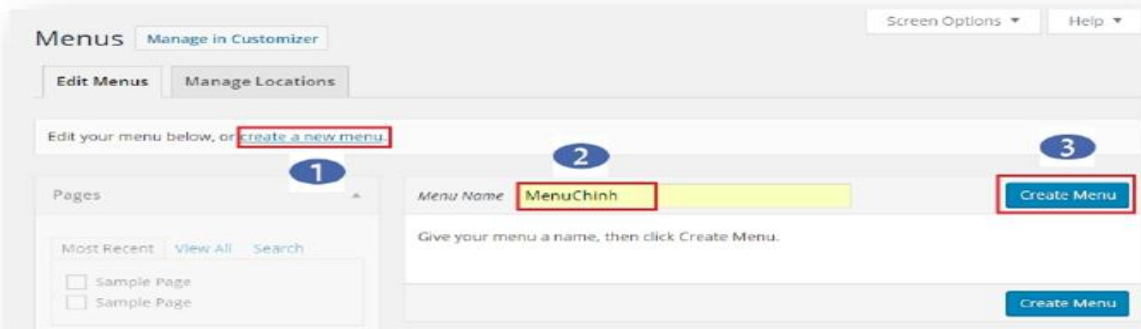 Screen Options Help
Menus Manage in Customizer
Edit Menus Manage Locations
Edit your menu below, or create a new menu.
1 2 3
Pages
Menu Name MenuChinh Create Menu
Most Recent View All Search
Give your menu a name, then click Create Menu.
Sample Page
Sample Page
Create Menu